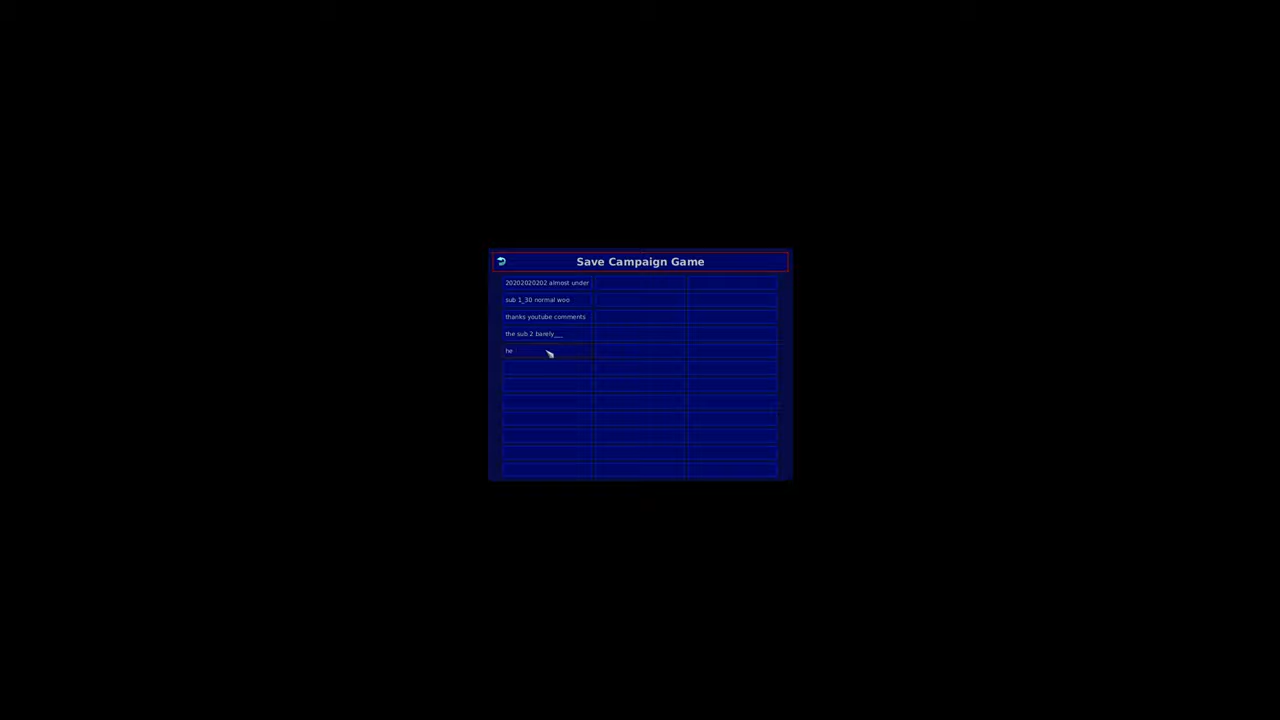 Save Campaign Game
20202020202 almost under
sub 1_30 normal woo
thanks youtube comments
the sub 2 barely___
he